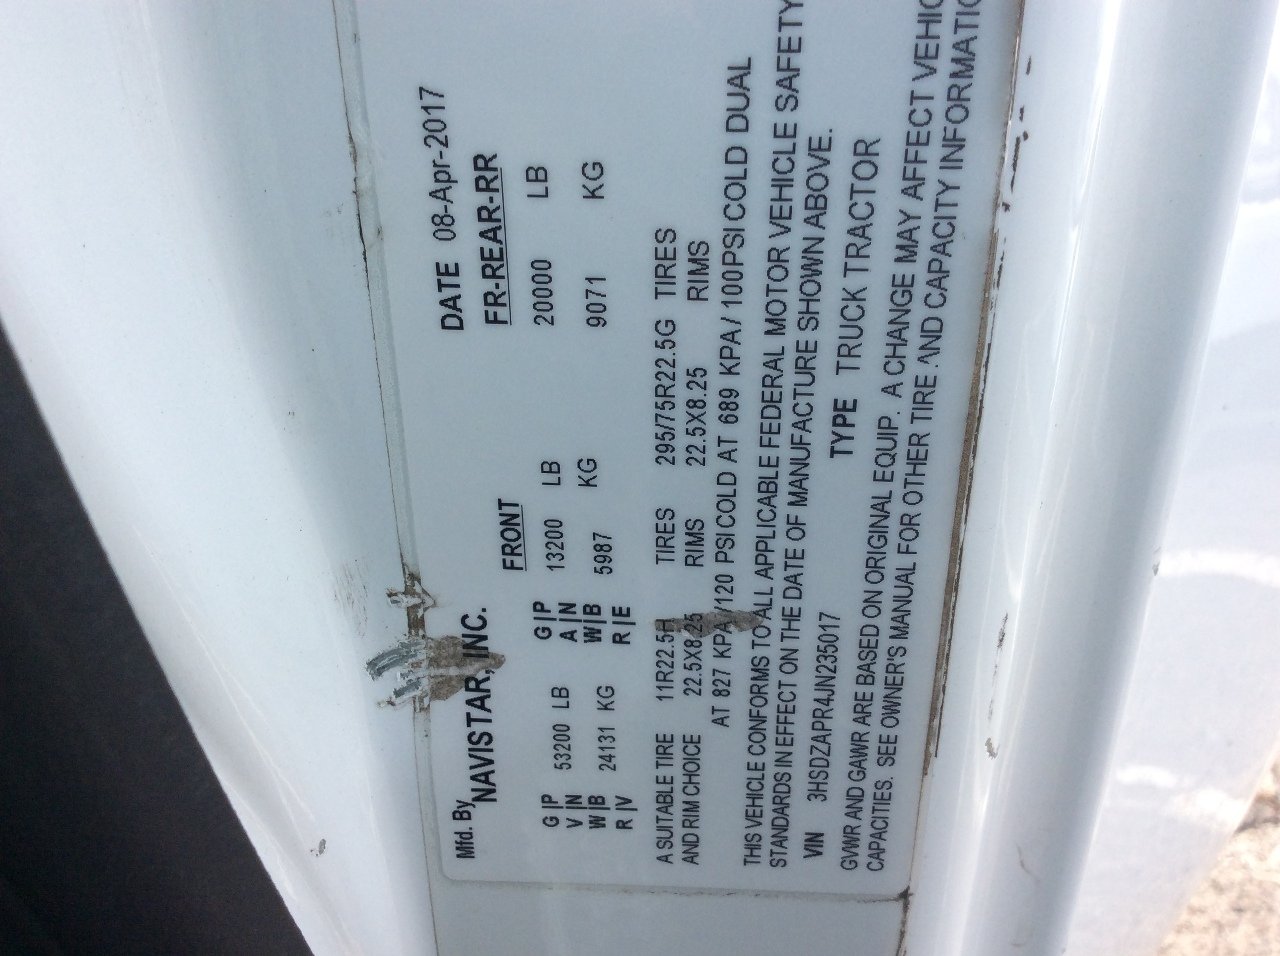 Mfd. By NAVISTAR, INC. DATE 08-Apr-2017
FRONT FR-REAR-RR
G|P 53200 LB G|P 13200 LB 20000 LB
V|N A|N
W|B 24131 KG W|B 5987 KG 9071 KG
R|V R|E
A SUITABLE TIRE 11R22.5H TIRES 295/75R22.5G TIRES
AND RIM CHOICE 22.5X8.25 RIMS 22.5X8.25 RIMS
AT 827 KPA /120 PSI COLD AT 689 KPA/ 100PSI COLD DUAL
THIS VEHICLE CONFORMS TO ALL APPLICABLE FEDERAL MOTOR VEHICLE SAFETY
STANDARDS IN EFFECT ON THE DATE OF MANUFACTURE SHOWN ABOVE.
VIN 3HSDZAPR4JN235017 TYPE TRUCK TRACTOR
GVWR AND GAWR ARE BASED ON ORIGINAL EQUIP. A CHANGE MAY AFFECT VEHIC
CAPACITIES. SEE OWNER'S MANUAL FOR OTHER TIRE AND CAPACITY INFORMATIO